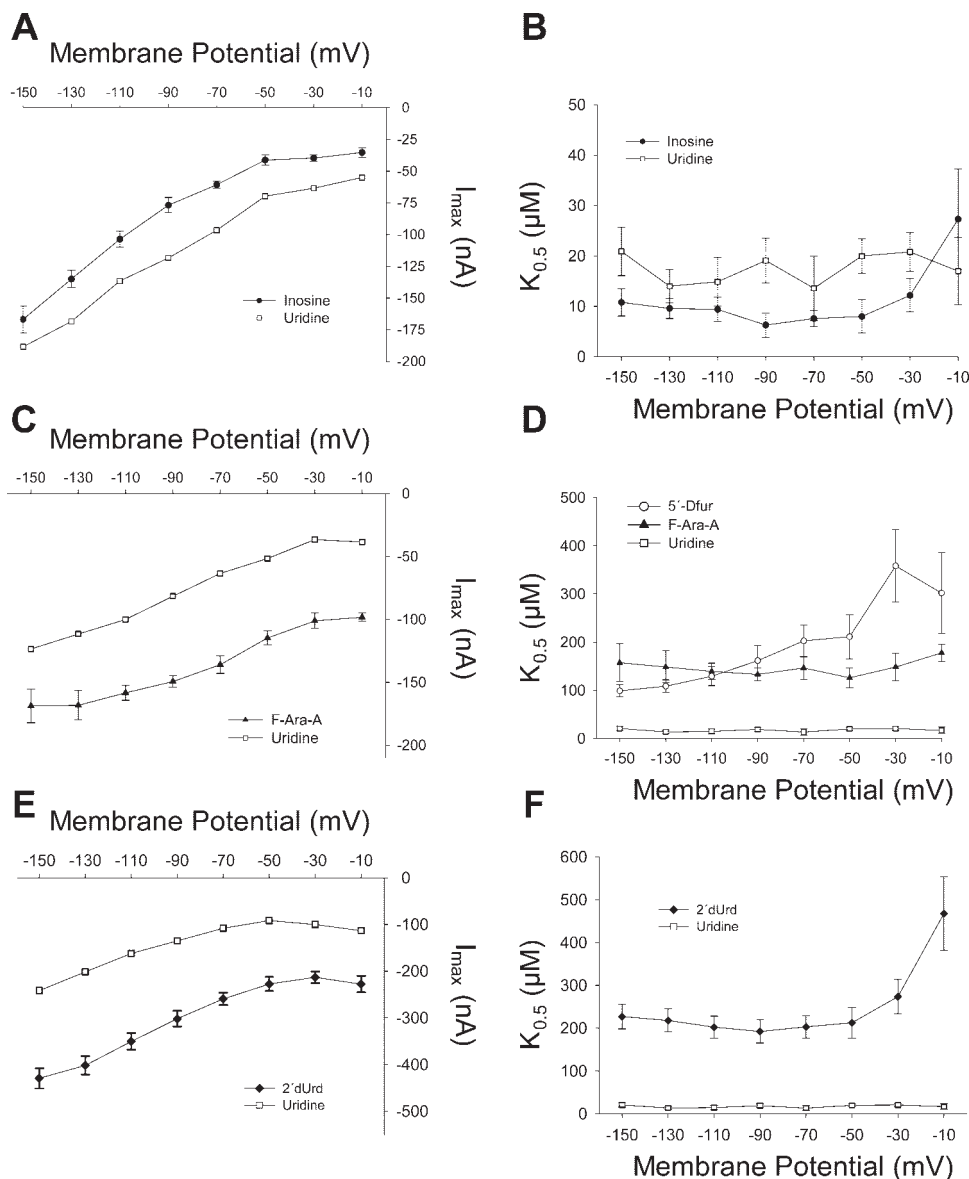 A
Membrane Potential (mV)
-150 -130 -110 -90 -70 -50 -30 -10
0
-25
-50
-75
-100
-125
-150
-175
-200
Imax (nA)
Inosine
Uridine
B
50
40
30
20
10
0
K0.5 (µM)
Inosine
Uridine
-150 -130 -110 -90 -70 -50 -30 -10
Membrane Potential (mV)
C
Membrane Potential (mV)
-150 -130 -110 -90 -70 -50 -30 -10
0
-50
-100
-150
-200
Imax (nA)
F-Ara-A
Uridine
D
500
400
300
200
100
0
K0.5 (µM)
5´-Dfur
F-Ara-A
Uridine
-150 -130 -110 -90 -70 -50 -30 -10
Membrane Potential (mV)
E
Membrane Potential (mV)
-150 -130 -110 -90 -70 -50 -30 -10
0
-100
-200
-300
-400
-500
Imax (nA)
2´dUrd
Uridine
F
600
500
400
300
200
100
0
K0.5 (µM)
2´dUrd
Uridine
-150 -130 -110 -90 -70 -50 -30 -10
Membrane Potential (mV)